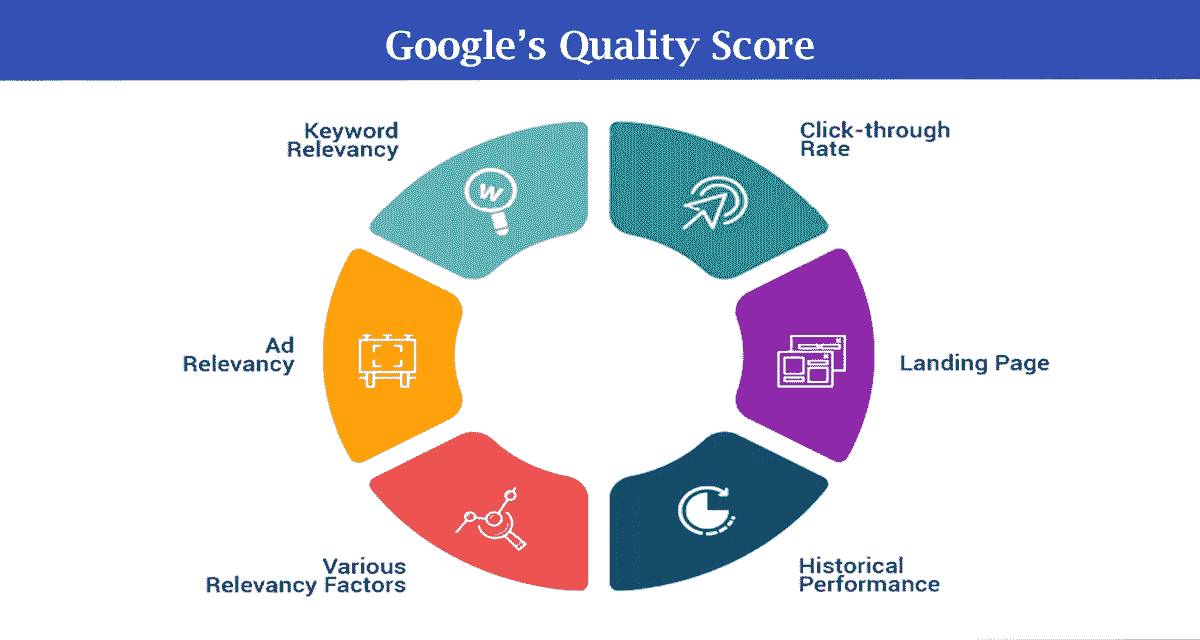 Google's Quality Score
Keyword
Relevancy
W
Click-through
Rate
Ad
Relevancy
Landing Page
Various
Relevancy Factors
Historical
Performance